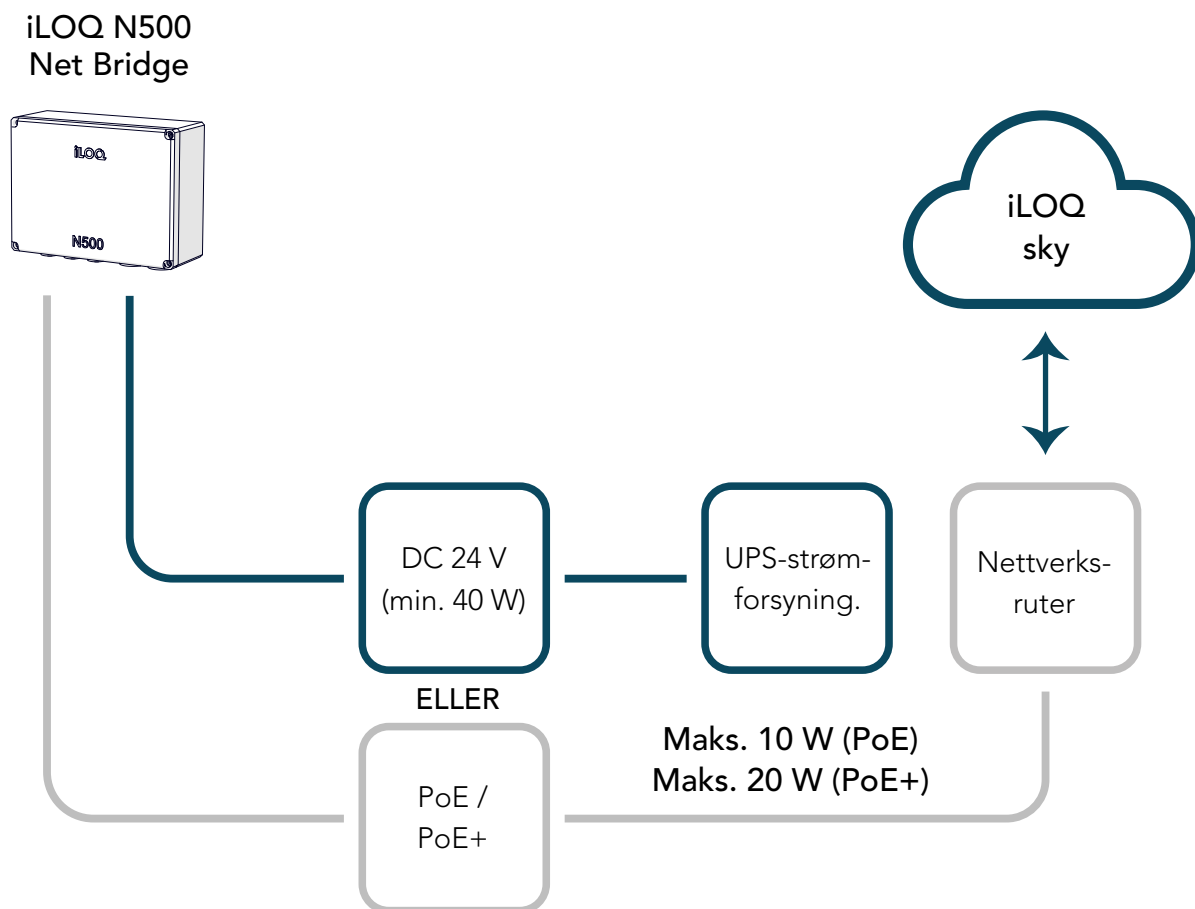 iLOQ N500
Net Bridge
iLOQ
N500
iLOQ
sky
DC 24 V
(min. 40 W)
UPS-strøm-
forsyning.
Nettverks-
ruter
ELLER
Maks. 10 W (PoE)
Maks. 20 W (PoE+)
PoE /
PoE+